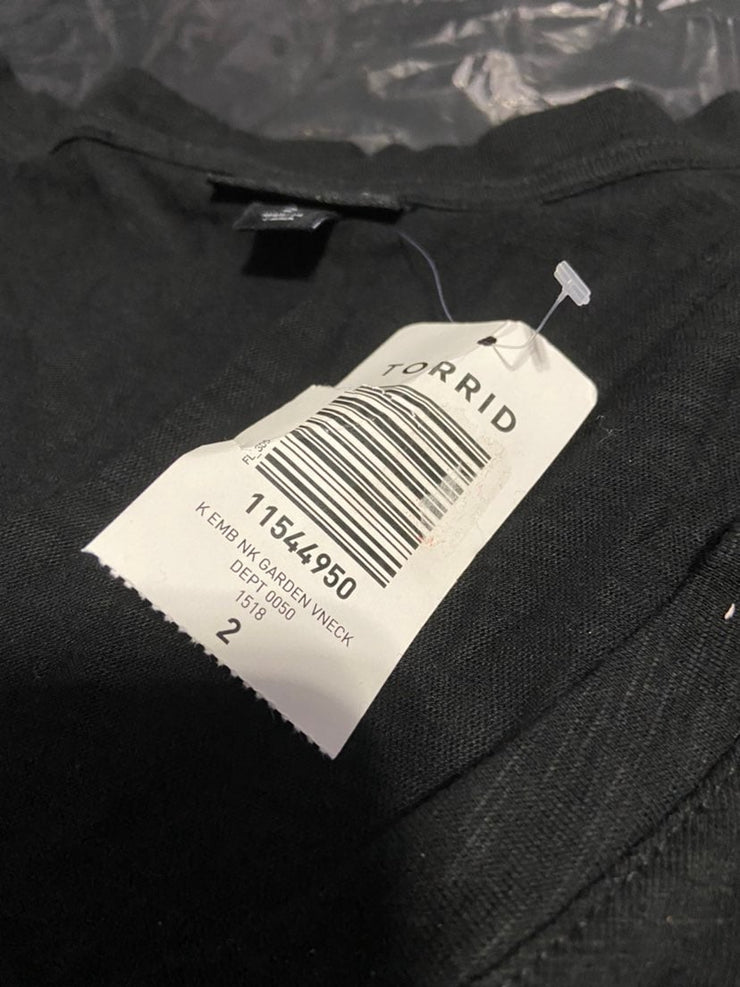 TORRID
11544950
K EMB NK GARDEN VNECK
DEPT 0050
1518
2